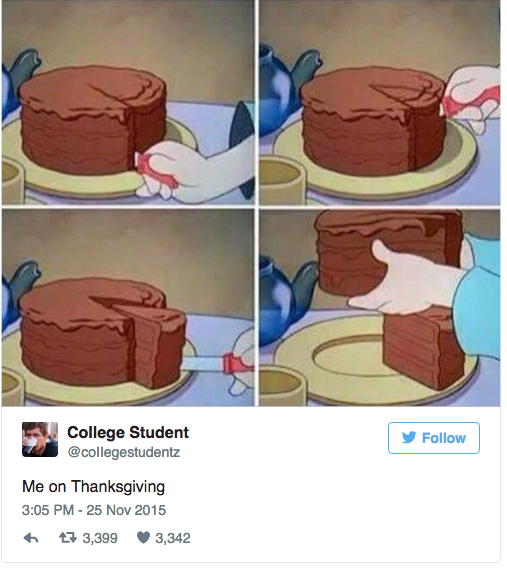 College Student
@collegestudentz
Follow
Me on Thanksgiving
3:05 PM - 25 Nov 2015
3,399 3,342